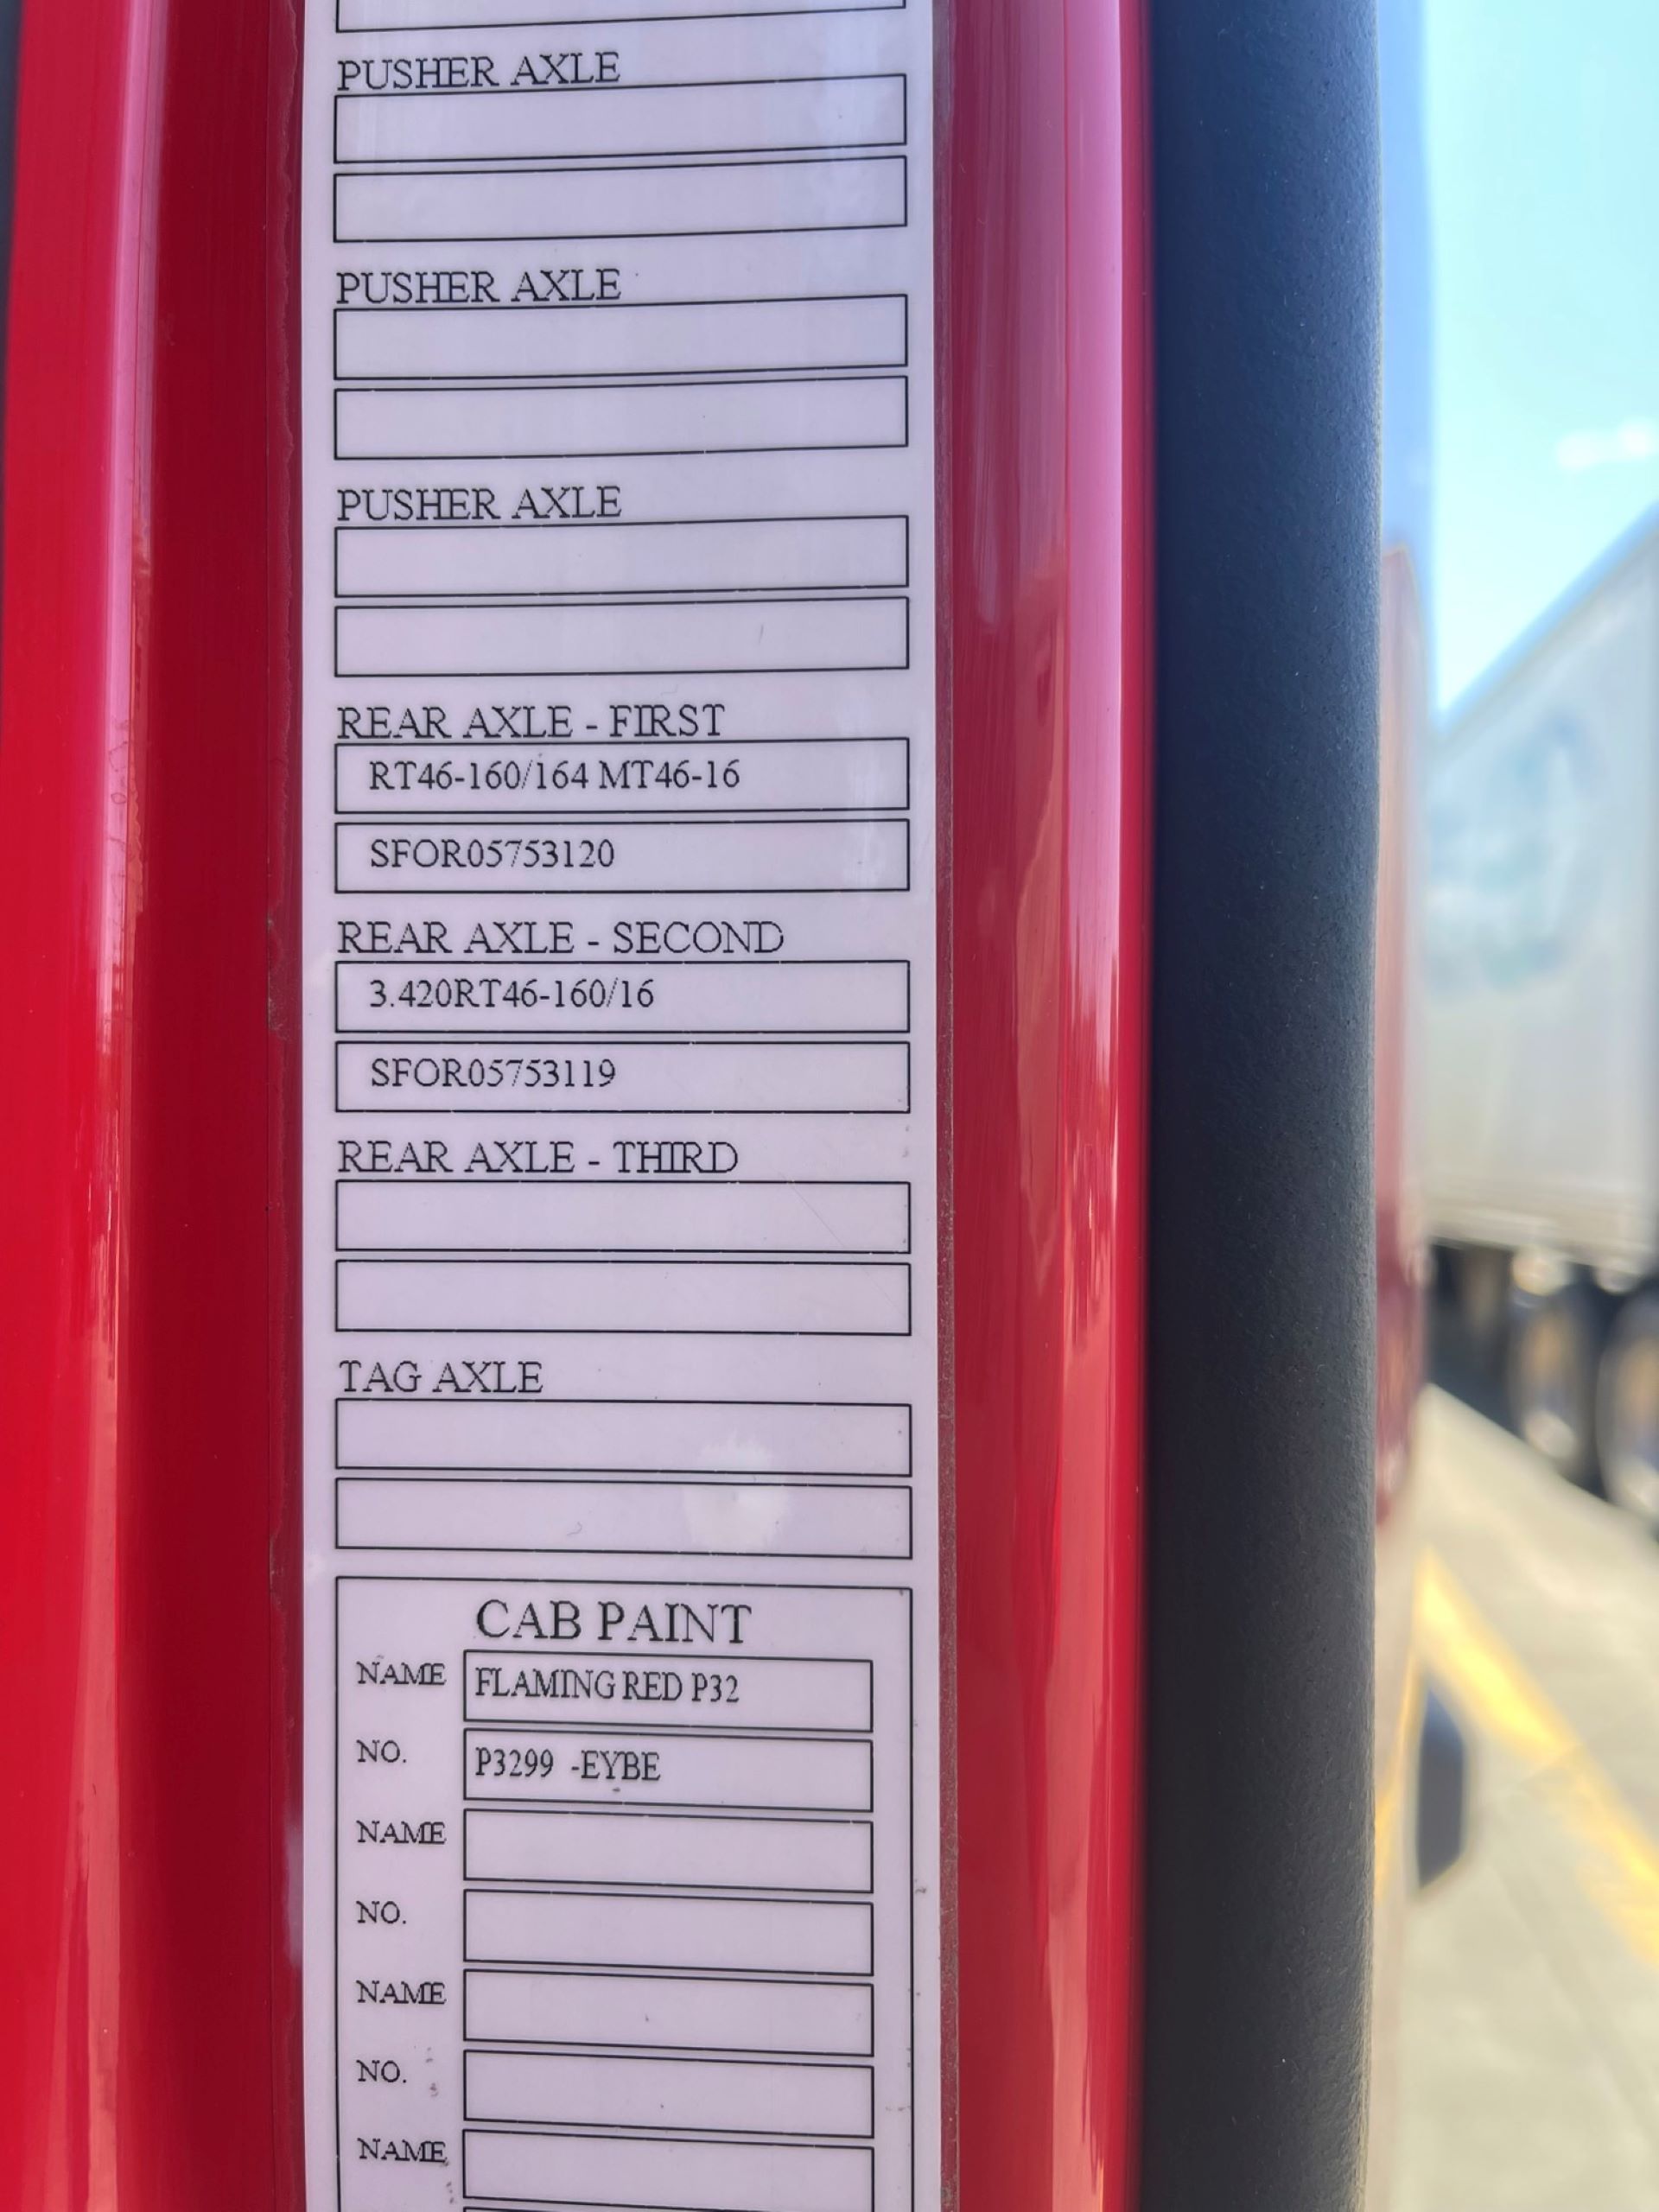 PUSHER AXLE
PUSHER AXLE
PUSHER AXLE
REAR AXLE - FIRST
RT46-160/164 MT46-16
SFOR05753120
REAR AXLE - SECOND
3.420RT46-160/16
SFOR05753119
REAR AXLE - THIRD
TAG AXLE
CAB PAINT
NAME FLAMING RED P32
NO. P3299 -EYBE
NAME
NO.
NAME
NO.
NAME